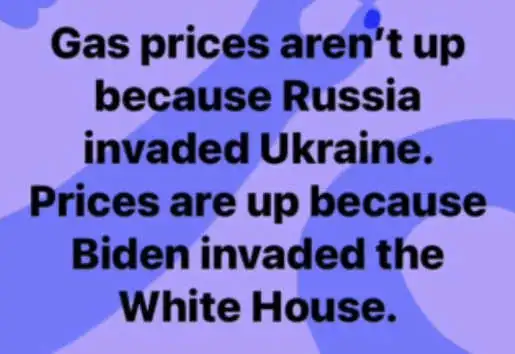 Gas prices aren't up
because Russia
invaded Ukraine.
Prices are up because
Biden invaded the
White House.